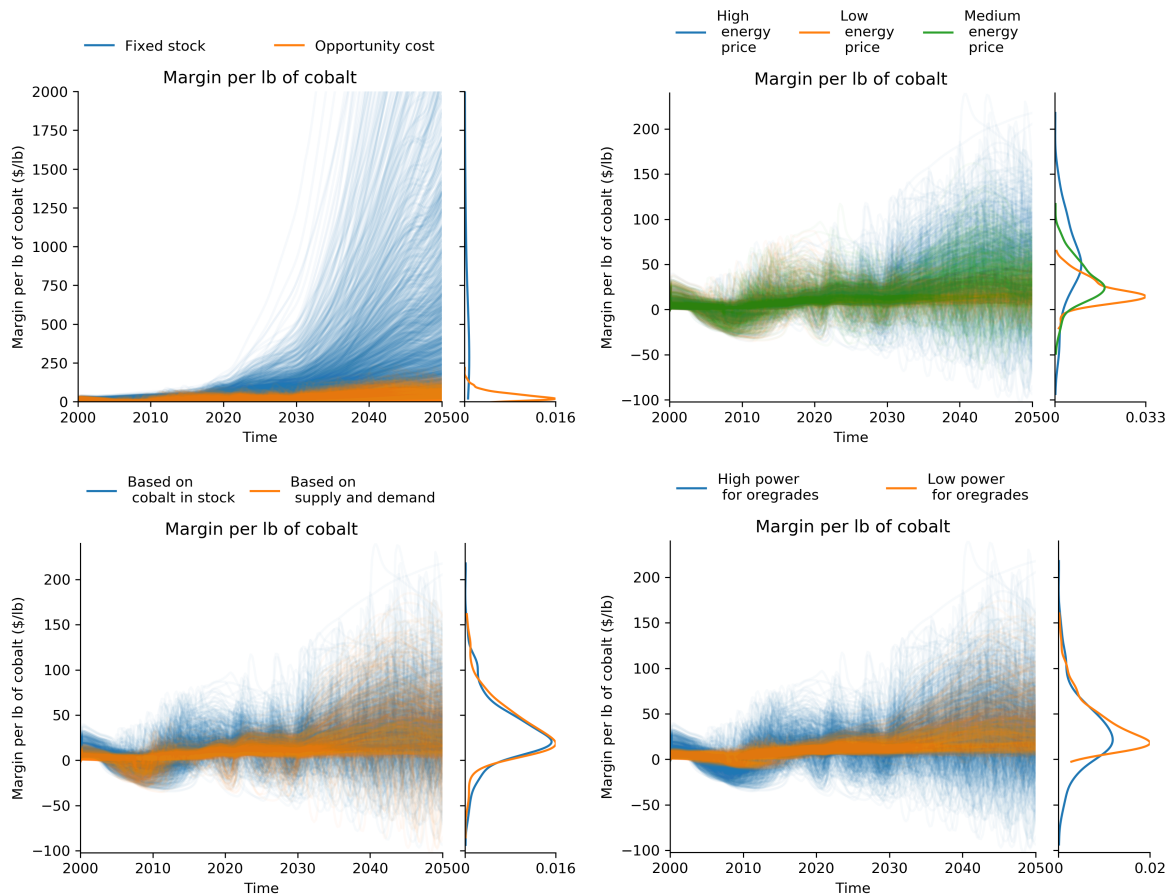 Fixed stock
Opportunity cost
Margin per lb of cobalt
Margin per lb of cobalt ($/lb)
2000
1750
1500
1250
1000
750
500
250
0
2000 2010 2020 2030 2040 2050 0 0.016
Time
High
energy
price
Low
energy
price
Medium
energy
price
Margin per lb of cobalt
Margin per lb of cobalt ($/lb)
200
150
100
50
0
−50
−100
2000 2010 2020 2030 2040 2050 0 0.033
Time
Based on
cobalt in stock
Based on
supply and demand
Margin per lb of cobalt
Margin per lb of cobalt ($/lb)
200
150
100
50
0
−50
−100
2000 2010 2020 2030 2040 2050 0 0.016
Time
High power
for oregrades
Low power
for oregrades
Margin per lb of cobalt
Margin per lb of cobalt ($/lb)
200
150
100
50
0
−50
−100
2000 2010 2020 2030 2040 2050 0 0.02
Time